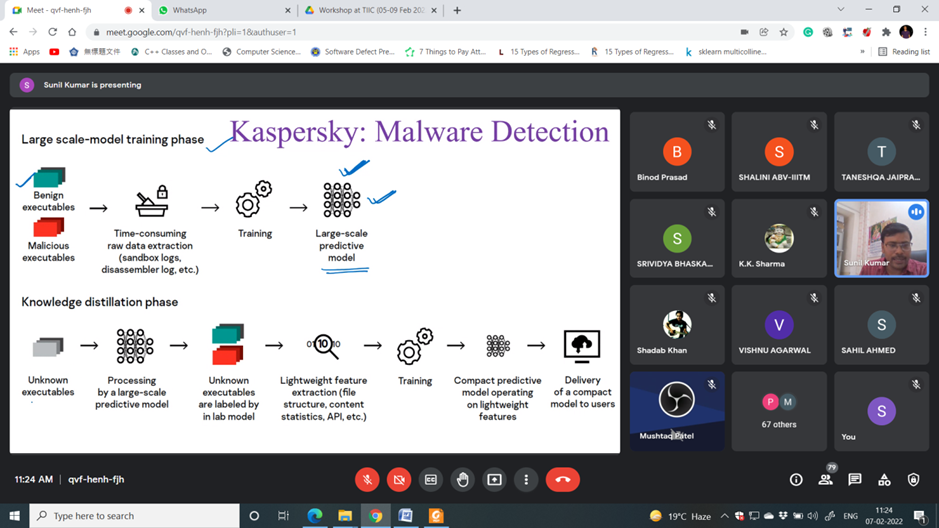 Meet - qvf-henh-fjh
WhatsApp
Workshop at TIIC (05-09 Feb 202
meet.google.com/qvf-henh-fjh?pli=1&authuser=1
Apps
無標題文件
C++ Classes and O...
Computer Science...
Software Defect Pre...
7 Things to Pay Att...
15 Types of Regress...
15 Types of Regres...
sklearn multicolline...
Reading list
S
Sunil Kumar is presenting
Large scale-model training phase
Kaspersky: Malware Detection
Benign
executables
Malicious
executables
Time-consuming
raw data extraction
(sandbox logs,
disassembler log, etc.)
Training
Large-scale
predictive
model
Knowledge distillation phase
Unknown
executables
Processing
by a large-scale
predictive model
Unknown
executables
are labeled by
in lab model
10
Lightweight feature
extraction (file
structure, content
statistics, API, etc.)
Training
Compact predictive
model operating
on lightweight
features
Delivery
of a compact
model to users
B
Binod Prasad
S
SHALINI ABV-IIITM
T
TANESHQA JAIPRA...
S
SRIVIDYA BHASKA...
K.K. Sharma
Sunil Kumar
Shadab Khan
V
VISHNU AGARWAL
S
SAHIL AHMED
Mushtaq Patel
P M
67 others
S
You
11:24 AM | qvf-henh-fjh
79
Type here to search
19°C Haze
ENG
11:24
07-02-2022
1